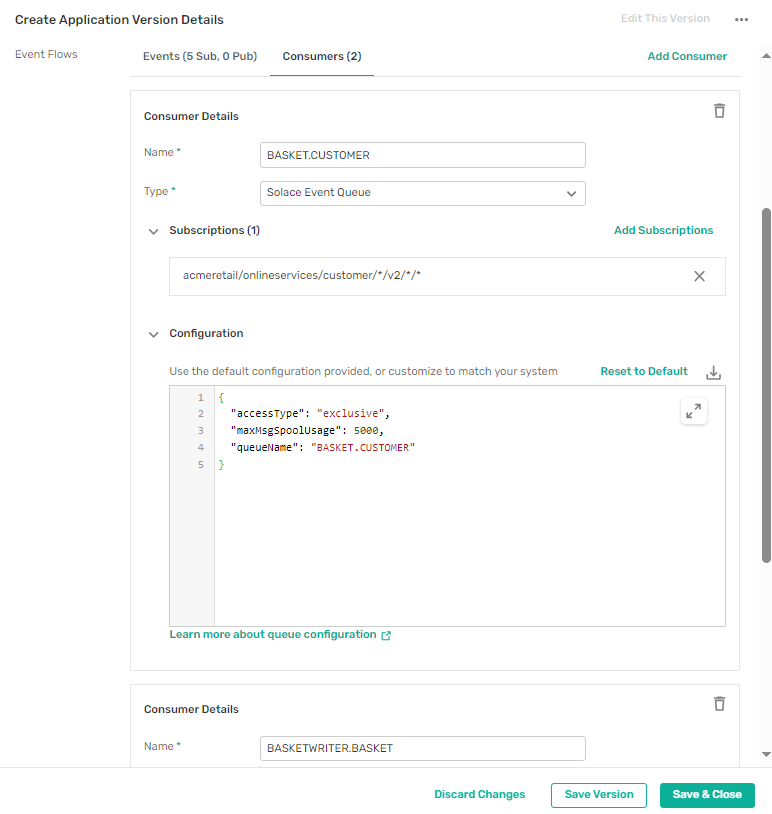 Create Application Version Details
Edit This Version
Event Flows
Events (5 Sub, 0 Pub)
Consumers (2)
Add Consumer
Consumer Details
Name *
BASKET.CUSTOMER
Type *
Solace Event Queue
Subscriptions (1)
Add Subscriptions
acmeretail/onlineservices/customer/*/v2/*/*
Configuration
Use the default configuration provided, or customize to match your system
Reset to Default
1 {
2 "accessType": "exclusive",
3 "maxMsgSpoolUsage": 5000,
4 "queueName": "BASKET.CUSTOMER"
5 }
Learn more about queue configuration
Consumer Details
Name *
BASKETWRITER.BASKET
Discard Changes
Save Version
Save & Close